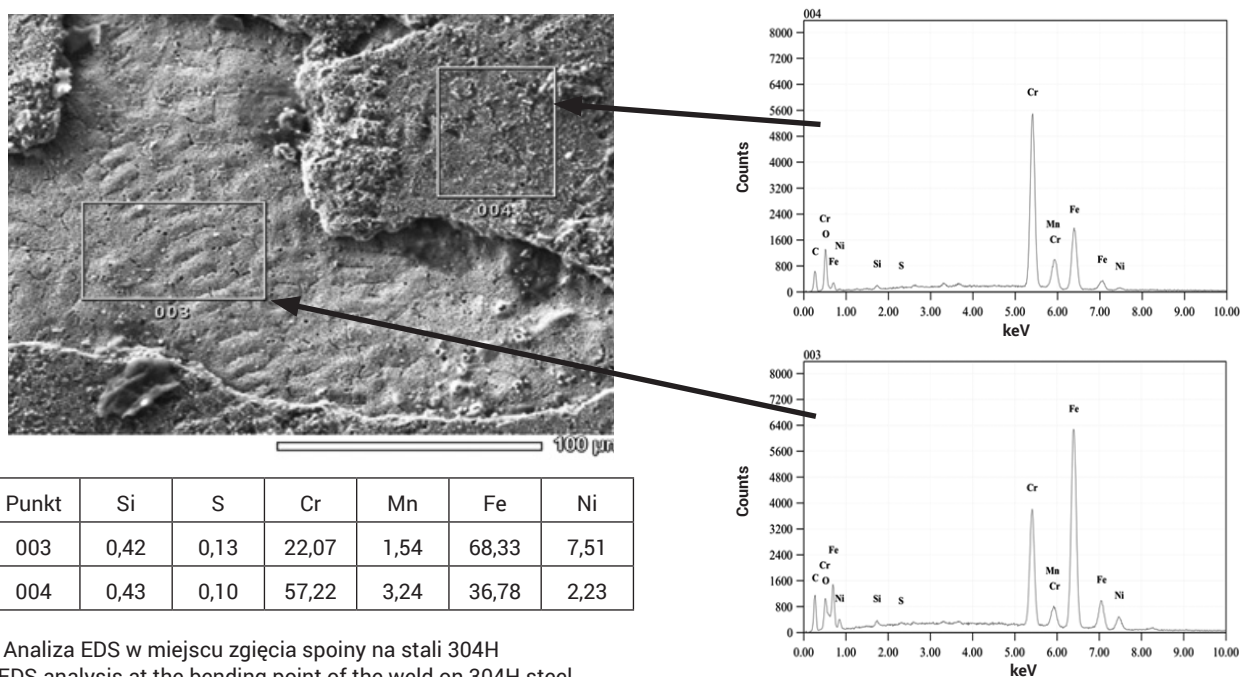 003
004
100 μm
Punkt Si S Cr Mn Fe Ni
003 0,42 0,13 22,07 1,54 68,33 7,51
004 0,43 0,10 57,22 3,24 36,78 2,23
Analiza EDS w miejscu zgięcia spoiny na stali 304H
EDS analysis at the bending point of the weld on 304H steel
004
Counts
8000
7200
6400
5600
4800
4000
3200
2400
1600
800
0
Cr
Cr
O
Fe
Ni
C
Si
S
Mn
Cr
Fe
Fe
Ni
0.00 1.00 2.00 3.00 4.00 5.00 6.00 7.00 8.00 9.00 10.00
keV
003
Counts
8000
7200
6400
5600
4800
4000
3200
2400
1600
800
0
Fe
Cr
Fe
Cr
C O
Ni
Si
S
Mn
Cr
Fe
Ni
0.00 1.00 2.00 3.00 4.00 5.00 6.00 7.00 8.00 9.00 10.00
keV